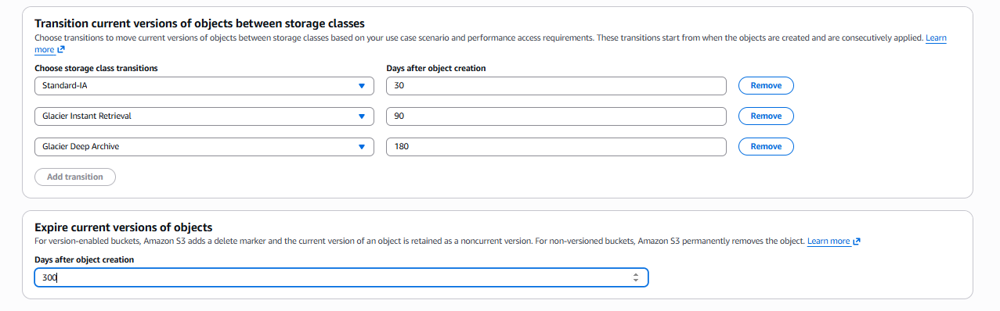 Transition current versions of objects between storage classes
Choose transitions to move current versions of objects between storage classes based on your use case scenario and performance access requirements. These transitions start from when the objects are created and are consecutively applied. Learn
more
Choose storage class transitions
Days after object creation
Standard-IA
30
Remove
Glacier Instant Retrieval
90
Remove
Glacier Deep Archive
180
Remove
Add transition
Expire current versions of objects
For version-enabled buckets, Amazon S3 adds a delete marker and the current version of an object is retained as a noncurrent version. For non-versioned buckets, Amazon S3 permanently removes the object. Learn more
Days after object creation
300